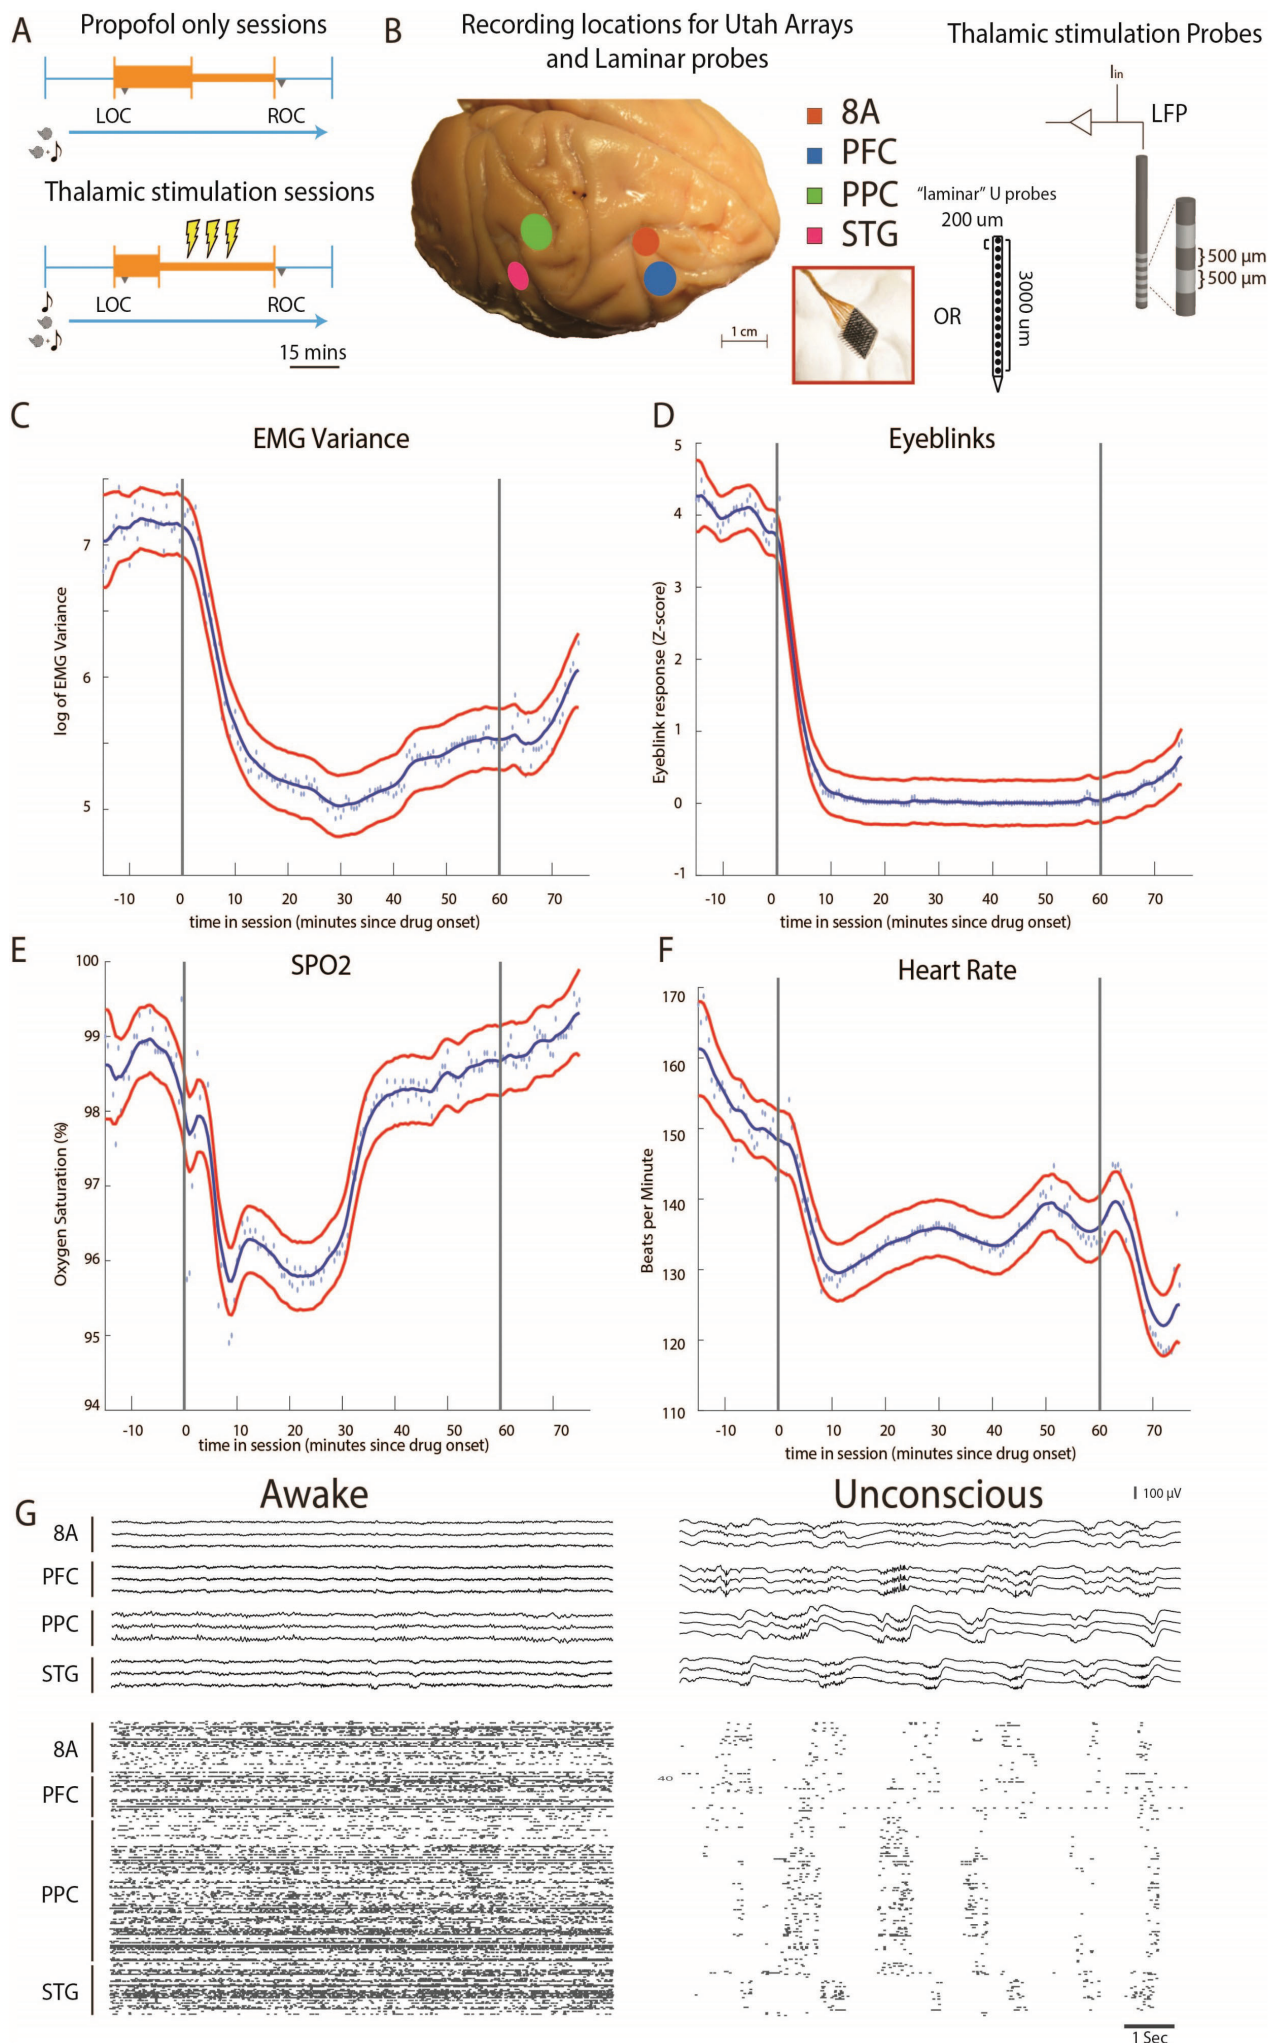 A
Propofol only sessions
LOC
ROC
Thalamic stimulation sessions
LOC
ROC
15 mins
B
Recording locations for Utah Arrays
and Laminar probes
8A
PFC
PPC
STG
1 cm
OR
"laminar" U probes
200 um
3000 um
Thalamic stimulation Probes
Iin
LFP
500 μm
500 μm
C
EMG Variance
log of EMG Variance
7
6
5
-10 0 10 20 30 40 50 60 70
time in session (minutes since drug onset)
D
Eyeblinks
Eyeblink response (Z-score)
5
4
3
2
1
0
-1
-10 0 10 20 30 40 50 60 70
time in session (minutes since drug onset)
E
SPO2
Oxygen Saturation (%)
100
99
98
97
96
95
94
-10 0 10 20 30 40 50 60 70
time in session (minutes since drug onset)
F
Heart Rate
Beats per Minute
170
160
150
140
130
120
110
-10 0 10 20 30 40 50 60 70
time in session (minutes since drug onset)
G
Awake
Unconscious
100 μV
8A
PFC
PPC
STG
8A
PFC
PPC
STG
40
1 Sec